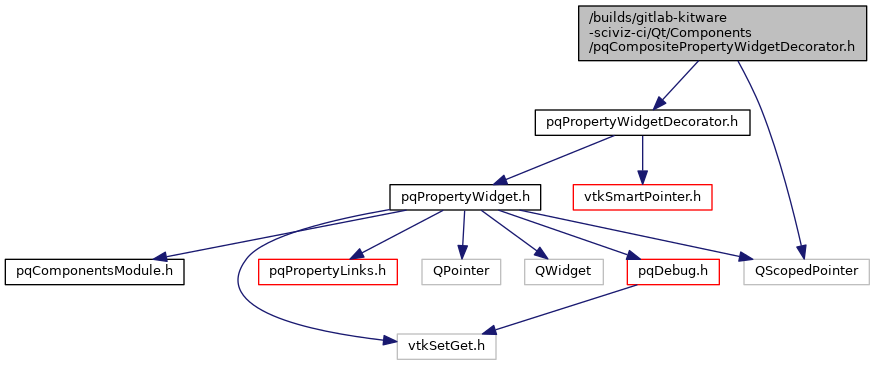 /builds/gitlab-kitware
-sciviz-ci/Qt/Components
/pqCompositePropertyWidgetDecorator.h
pqPropertyWidgetDecorator.h
pqPropertyWidget.h
vtkSmartPointer.h
pqComponentsModule.h
pqPropertyLinks.h
QPointer
QWidget
pqDebug.h
QScopedPointer
vtkSetGet.h